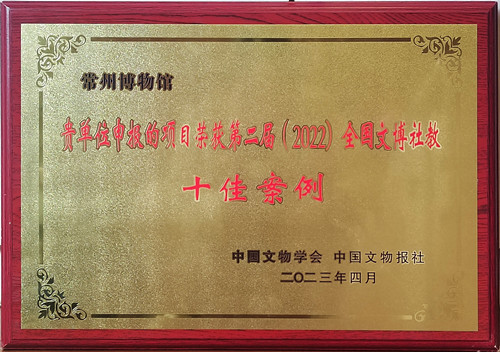 常州博物馆
贵单位申报的项目荣获第二届（2022）全国文博社教
十佳案例
中国文物学会 中国文物报社
二〇二三年四月